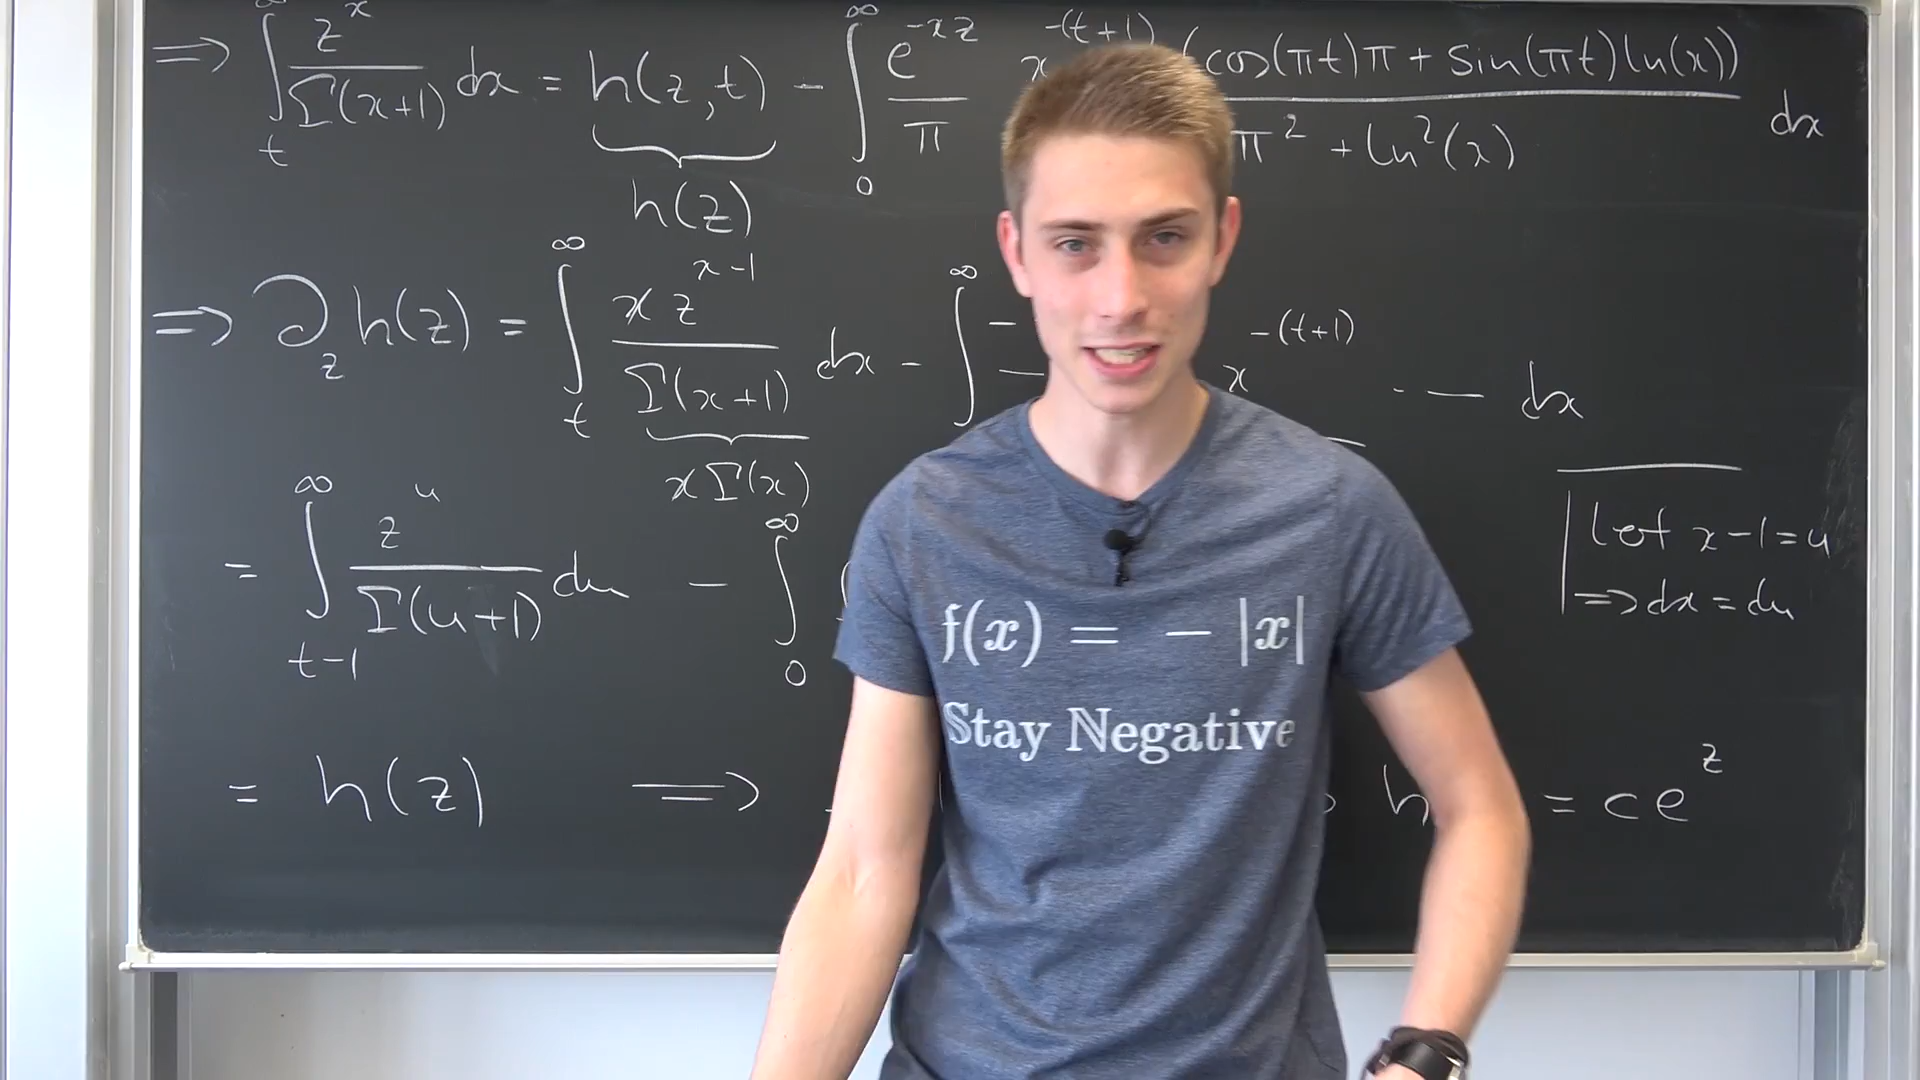 ⇒ ∫_t^∞ z^x / Γ(x+1) dx = h(z,t) - ∫_0^∞ e^{-xz} / π x^{-(t+1)} (cos(πt)π + sin(πt)ln(x)) / π² + ln²(x) dx
h(z)
⇒ ∂_z h(z) = ∫_t^∞ x z^{x-1} / Γ(x+1) dx - ∫^∞ - x^{-(t+1)} ·— dx
xΓ(x)
= ∫_{t-1}^∞ z^u / Γ(u+1) du - ∫_0^∞
let x-1=u
⇒ dx = du
= h(z) ⇒ h = ce^z
f(x) = - |x|
Stay Negative